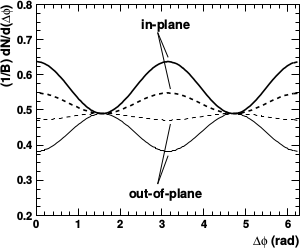 (1/B) dN/d(Δϕ)
0.8
0.7
0.6
0.5
0.4
0.3
0.2
in-plane
out-of-plane
0 1 2 3 4 5 6
Δϕ (rad)